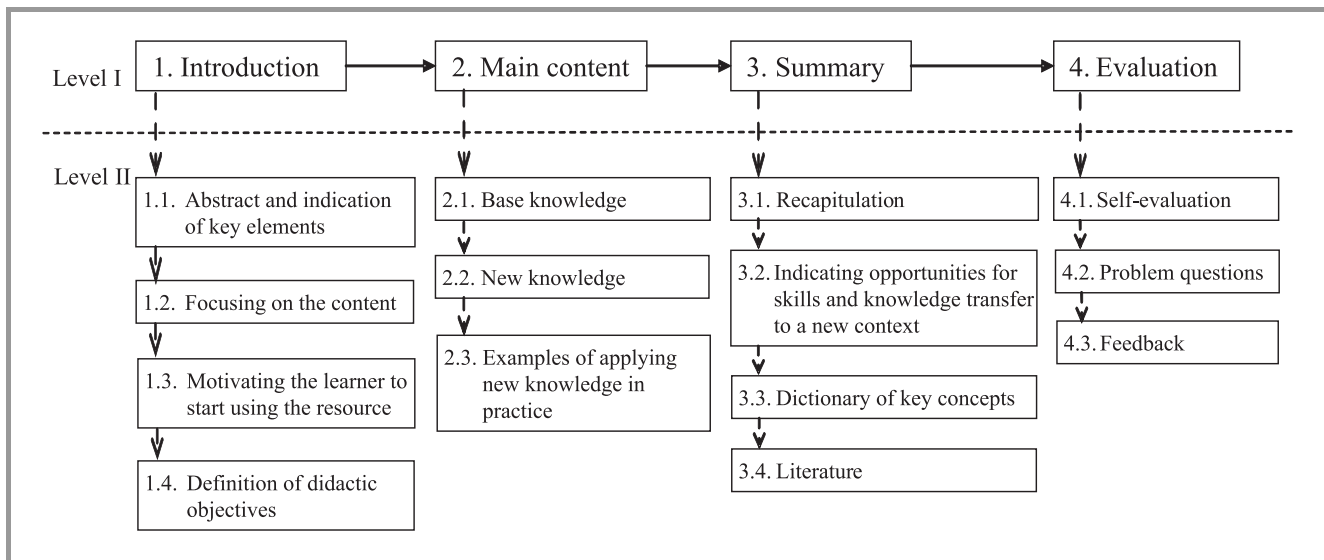 Level I
1. Introduction
2. Main content
3. Summary
4. Evaluation
Level II
1.1. Abstract and indication
of key elements
1.2. Focusing on the content
1.3. Motivating the learner to
start using the resource
1.4. Definition of didactic
objectives
2.1. Base knowledge
2.2. New knowledge
2.3. Examples of applying
new knowledge in
practice
3.1. Recapitulation
3.2. Indicating opportunities for
skills and knowledge transfer
to a new context
3.3. Dictionary of key concepts
3.4. Literature
4.1. Self-evaluation
4.2. Problem questions
4.3. Feedback